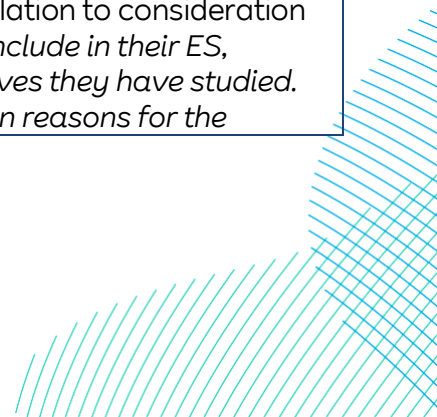 lation to consideration
nclude in their ES,
ves they have studied.
n reasons for the